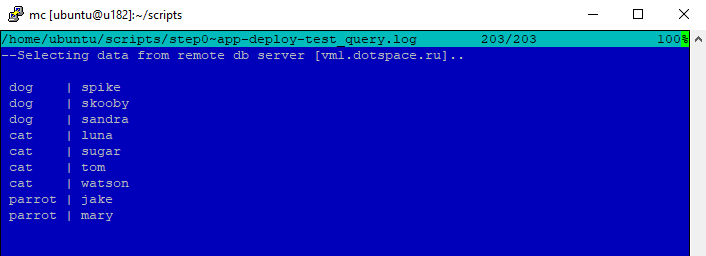 mc [ubuntu@u182]:~/scripts
/home/ubuntu/scripts/step0~app-deploy-test_query.log 203/203 100%
--Selecting data from remote db server [vml.dotspace.ru]..
dog | spike
dog | skooby
dog | sandra
cat | luna
cat | sugar
cat | tom
cat | watson
parrot | jake
parrot | mary